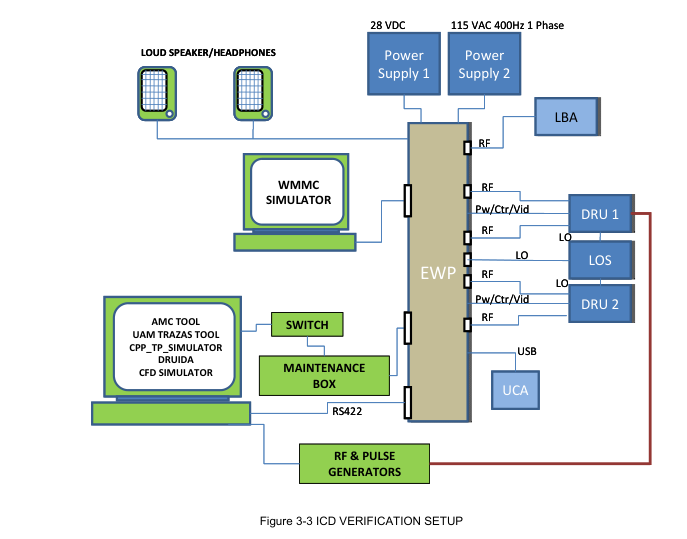 28 VDC
115 VAC 400Hz 1 Phase
LOUD SPEAKER/HEADPHONES
Power
Supply 1
Power
Supply 2
LBA
RF
WMMC
SIMULATOR
RF
Pw/Ctr/Vid
DRU 1
RF
LO
LO
LOS
EWP
RF
LO
Pw/Ctr/Vid
DRU 2
RF
AMC TOOL
UAM TRAZAS TOOL
CPP_TP_SIMULATOR
DRUIDA
CFD SIMULATOR
SWITCH
MAINTENANCE
BOX
USB
UCA
RS422
RF & PULSE
GENERATORS
Figure 3-3 ICD VERIFICATION SETUP